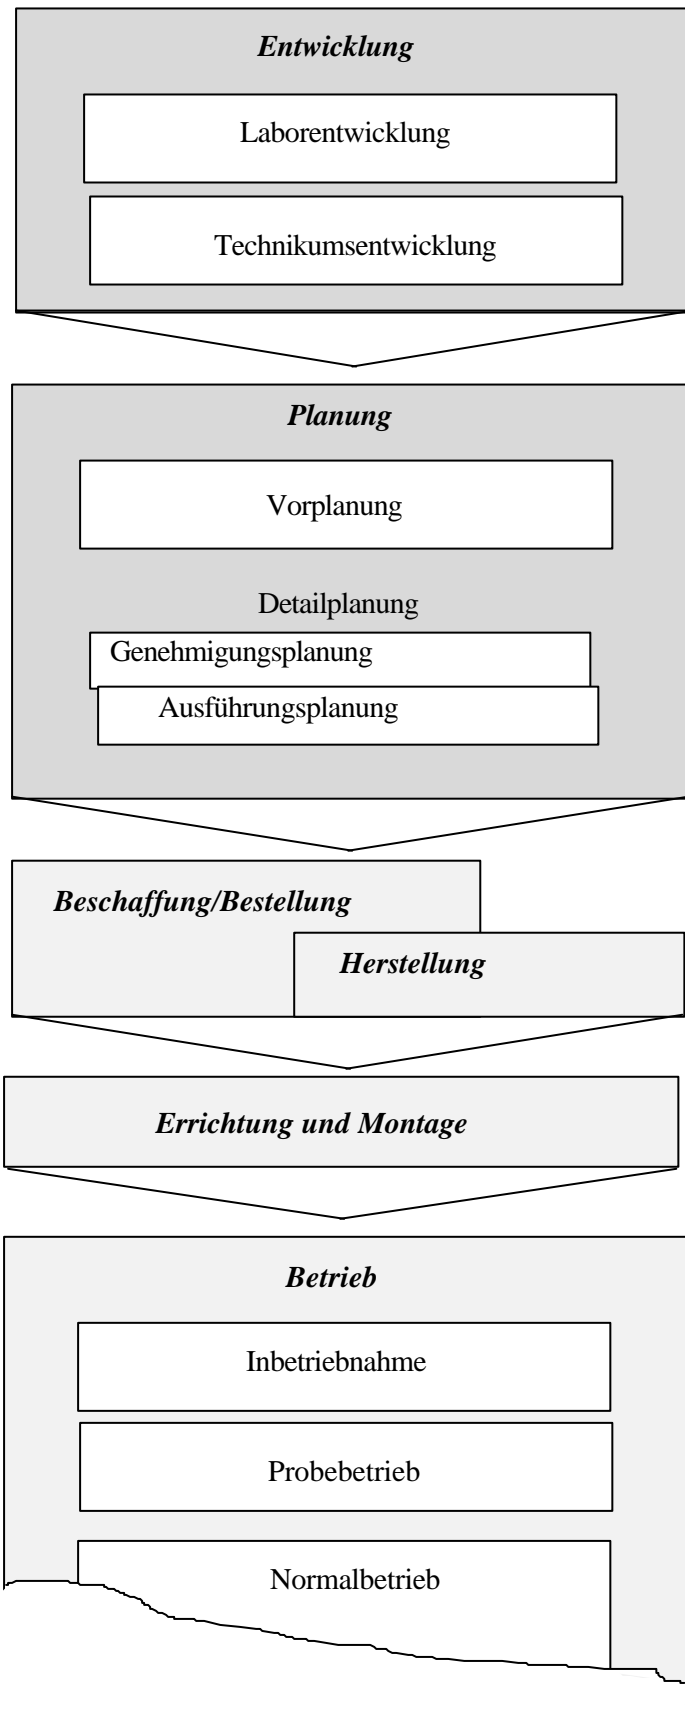 Entwicklung
Laborentwicklung
Technikumsentwicklung
Planung
Vorplanung
Detailplanung
Genehmigungsplanung
Ausführungsplanung
Beschaffung/Bestellung
Herstellung
Errichtung und Montage
Betrieb
Inbetriebnahme
Probebetrieb
Normalbetrieb